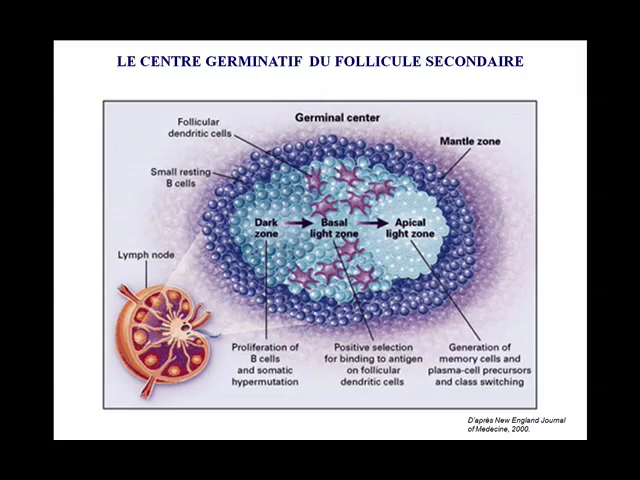 LE CENTRE GERMINATIF DU FOLLICULE SECONDAIRE
Germinal center
Follicular
dendritic cells
Mantle zone
Small resting
B cells
Dark
zone
Basal
light zone
Apical
light zone
Lymph node
Proliferation of
B cells
and somatic
hypermutation
Positive selection
for binding to antigen
on follicular
dendritic cells
Generation of
memory cells and
plasma-cell precursors
and class switching
D'après New England Journal
of Medecine, 2000.